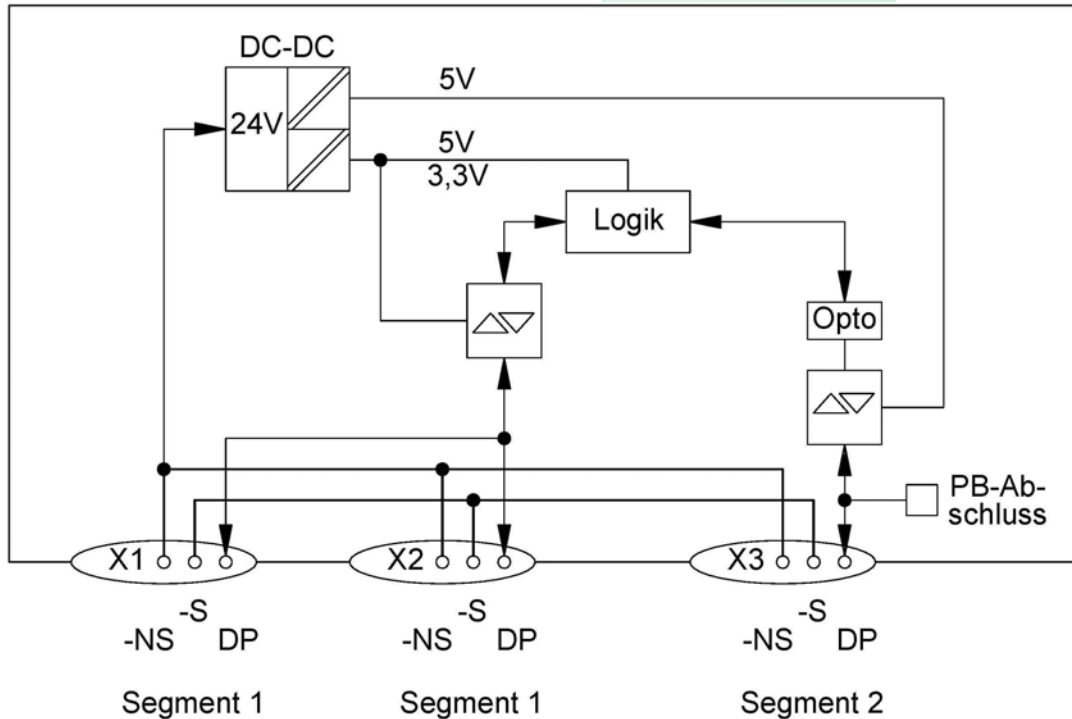 DC-DC
5V
24V
5V
3,3V
Logik
Opto
PB-Ab-
schluss
X1
X2
X3
-S
-S
-S
-NS
DP
-NS
DP
-NS
DP
Segment 1
Segment 1
Segment 2